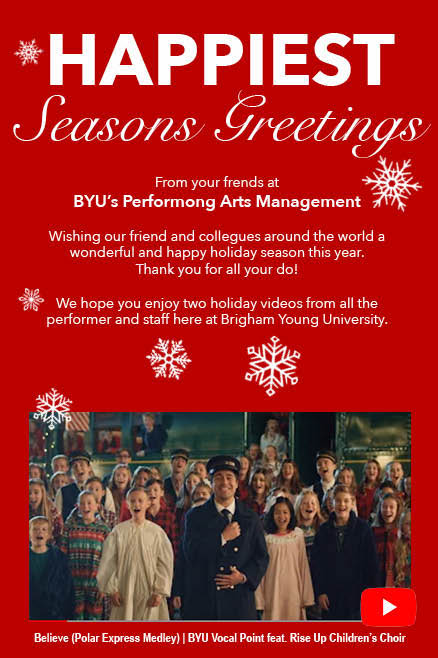 HAPPIEST
Seasons Greetings
From your frends at
BYU's Performong Arts Management
Wishing our friend and collegues around the world a
wonderful and happy holiday season this year.
Thank you for all your do!
We hope you enjoy two holiday videos from all the
performer and staff here at Brigham Young University.
Believe (Polar Express Medley) | BYU Vocal Point feat. Rise Up Children's Choir